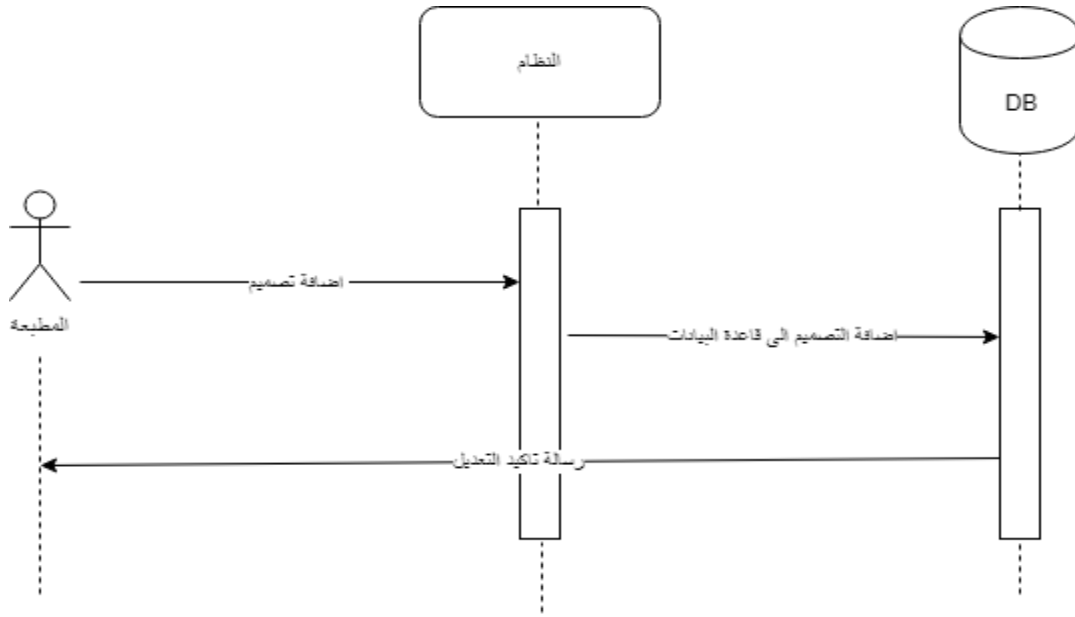 النظام
DB
المطبعة
اضافة تصميم
اضافة التصميم الى قاعدة البيانات
رسالة تاكيد التعديل